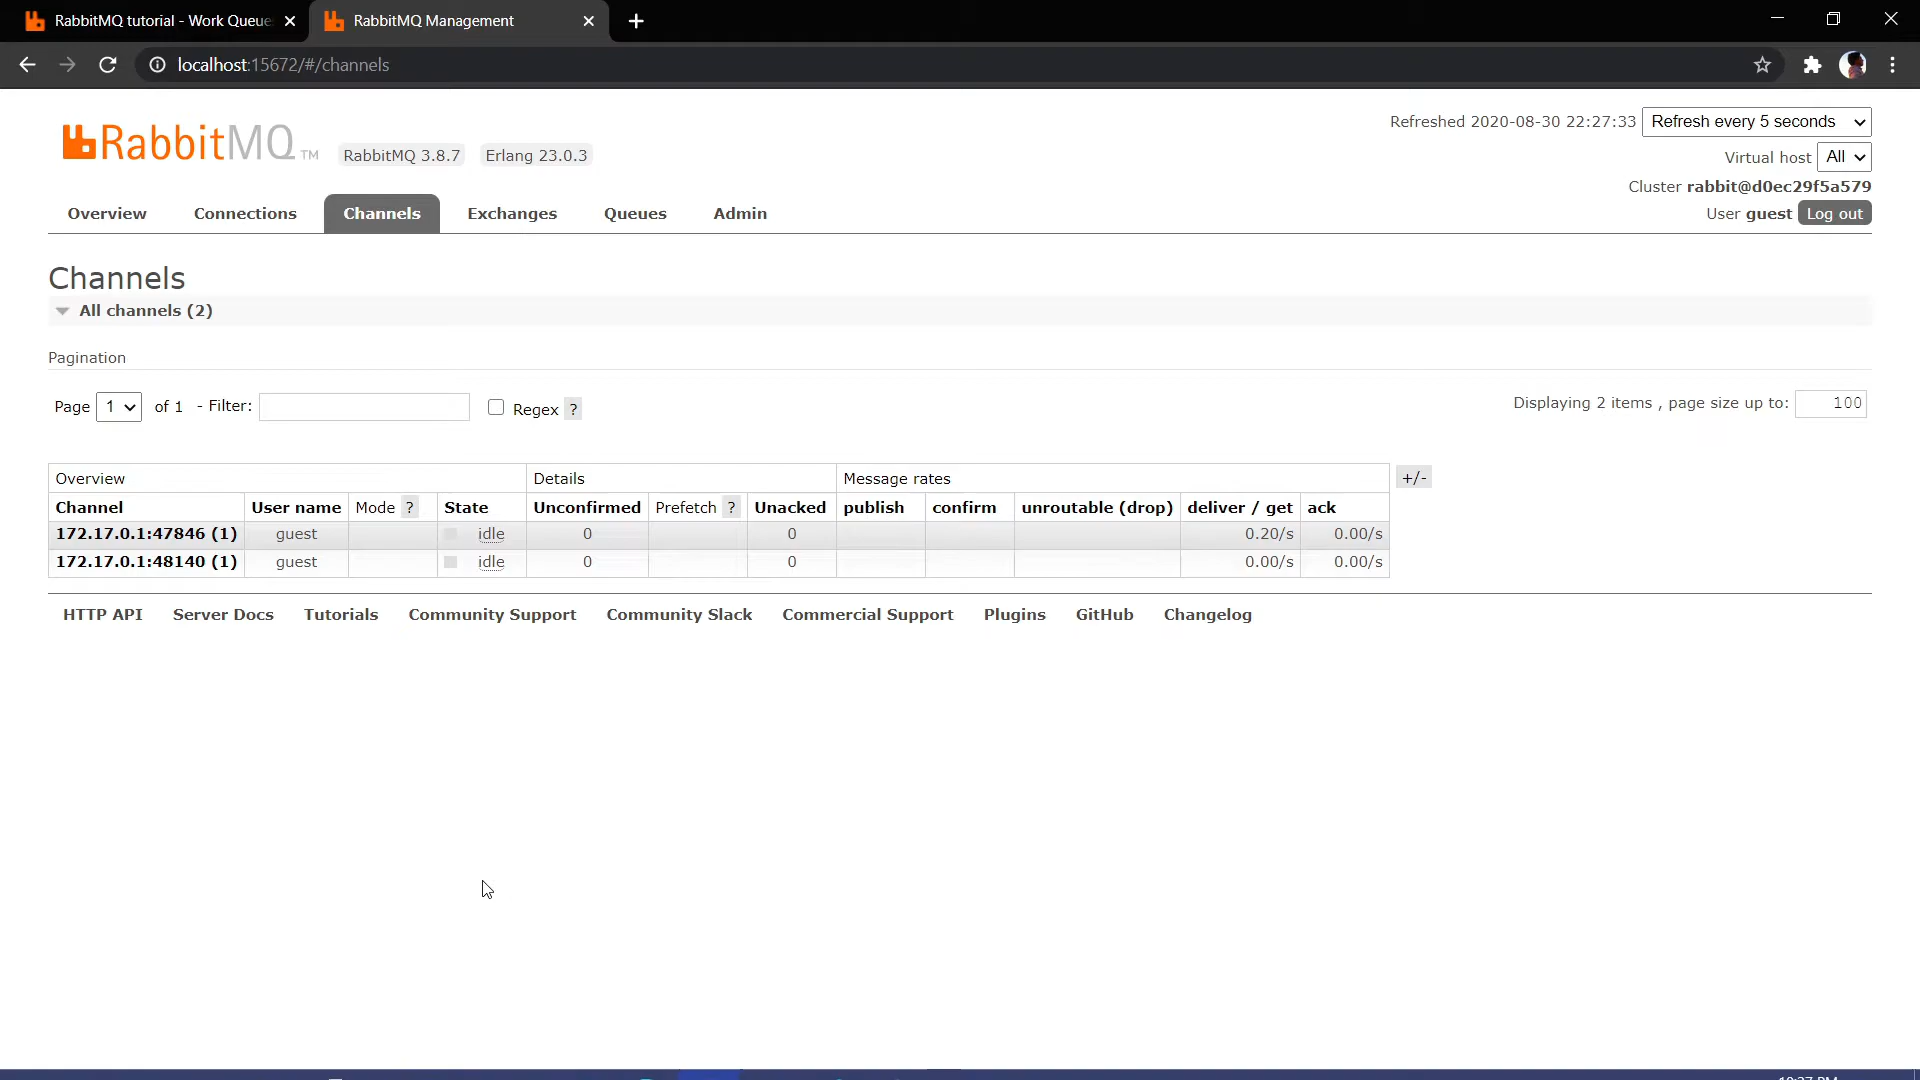 RabbitMQ tutorial - Work Queue
RabbitMQ Management
localhost:15672/#/channels
RabbitMQ TM
RabbitMQ 3.8.7
Erlang 23.0.3
Refreshed 2020-08-30 22:27:33
Refresh every 5 seconds
Virtual host All
Cluster rabbit@d0ec29f5a579
User guest Log out
Overview Connections Channels Exchanges Queues Admin
Channels
All channels (2)
Pagination
Page 1 of 1 - Filter: Regex ?
Displaying 2 items , page size up to: 100
Overview Details Message rates +/-
Channel User name Mode ? State Unconfirmed Prefetch ? Unacked publish confirm unroutable (drop) deliver / get ack
172.17.0.1:47846 (1) guest idle 0 0 0.20/s 0.00/s
172.17.0.1:48140 (1) guest idle 0 0 0.00/s 0.00/s
HTTP API Server Docs Tutorials Community Support Community Slack Commercial Support Plugins GitHub Changelog